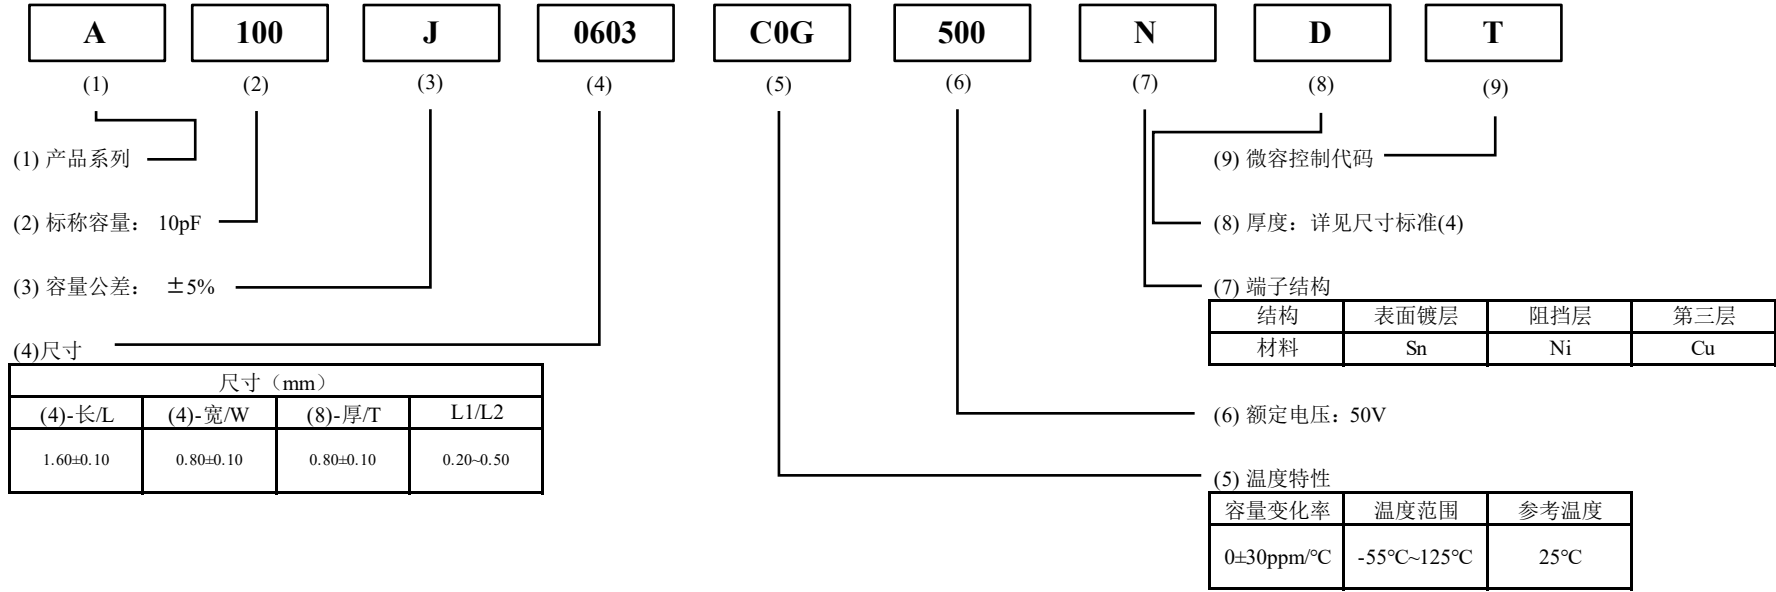 A 100 J 0603 C0G 500 N D T
(1) (2) (3) (4) (5) (6) (7) (8) (9)
(1) 产品系列
(9) 微容控制代码
(2) 标称容量： 10pF
(8) 厚度：详见尺寸标准(4)
(3) 容量公差： ±5%
(7) 端子结构
结构 表面镀层 阻挡层 第三层
材料 Sn Ni Cu
(4)尺寸
尺寸（mm）
(4)-长/L (4)-宽/W (8)-厚/T L1/L2
1.60±0.10 0.80±0.10 0.80±0.10 0.20~0.50
(6) 额定电压：50V
(5) 温度特性
容量变化率 温度范围 参考温度
0±30ppm/℃ -55℃~125℃ 25℃